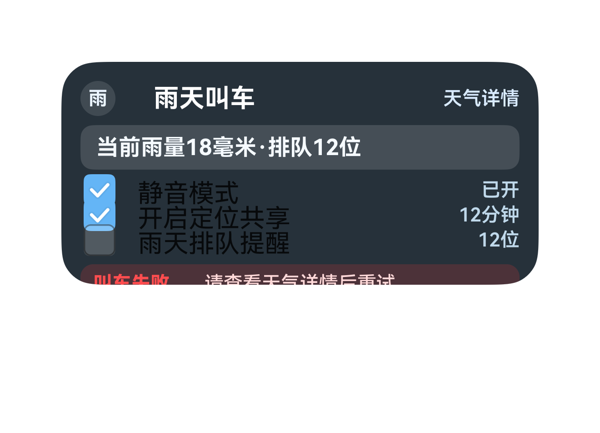 雨 雨天叫车 天气详情
当前雨量18毫米·排队12位
静音模式 已开
开启定位共享 12分钟
雨天排队提醒 12位
叫车失败 请查看天气详情后重试